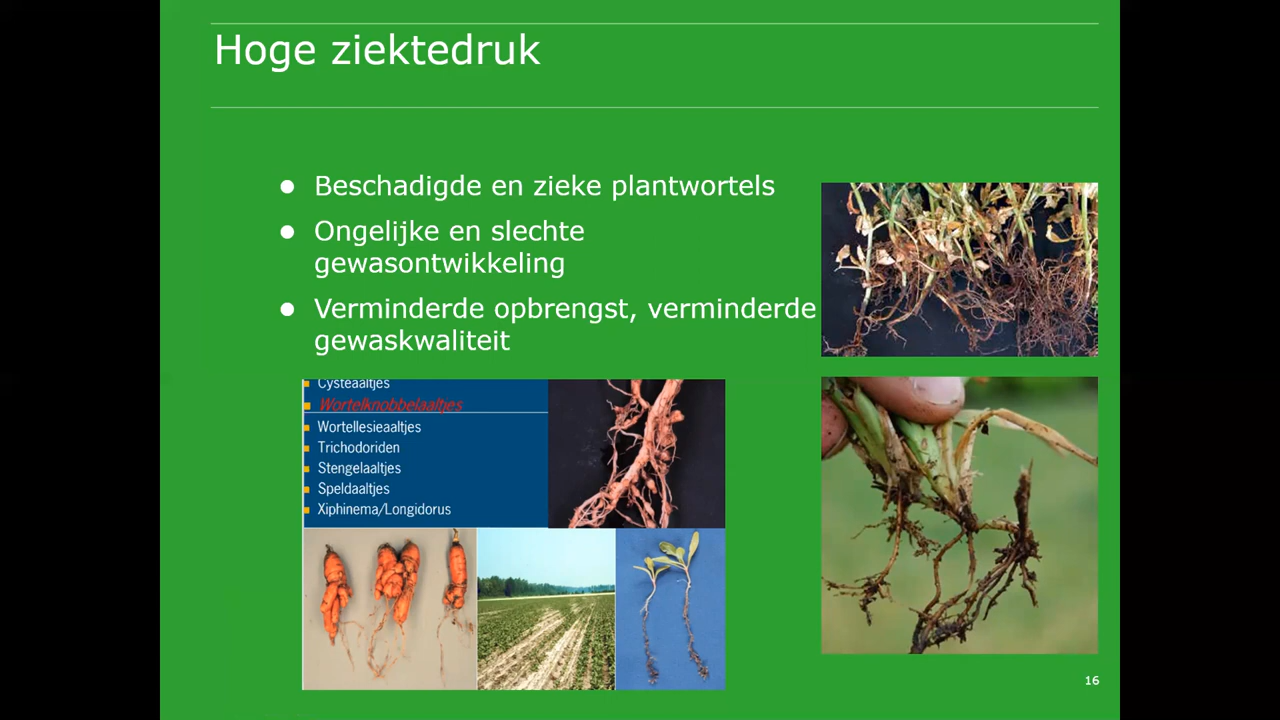 Hoge ziektedruk
● Beschadigde en zieke plantwortels
● Ongelijke en slechte
gewasontwikkeling
● Verminderde opbrengst, verminderde
gewaskwaliteit
Cysteaaltjes
Wortelknobbelaaltjes
Wortellesieaaltjes
Trichodoriden
Stengelaaltjes
Speldaaltjes
Xiphinema/Longidorus
16